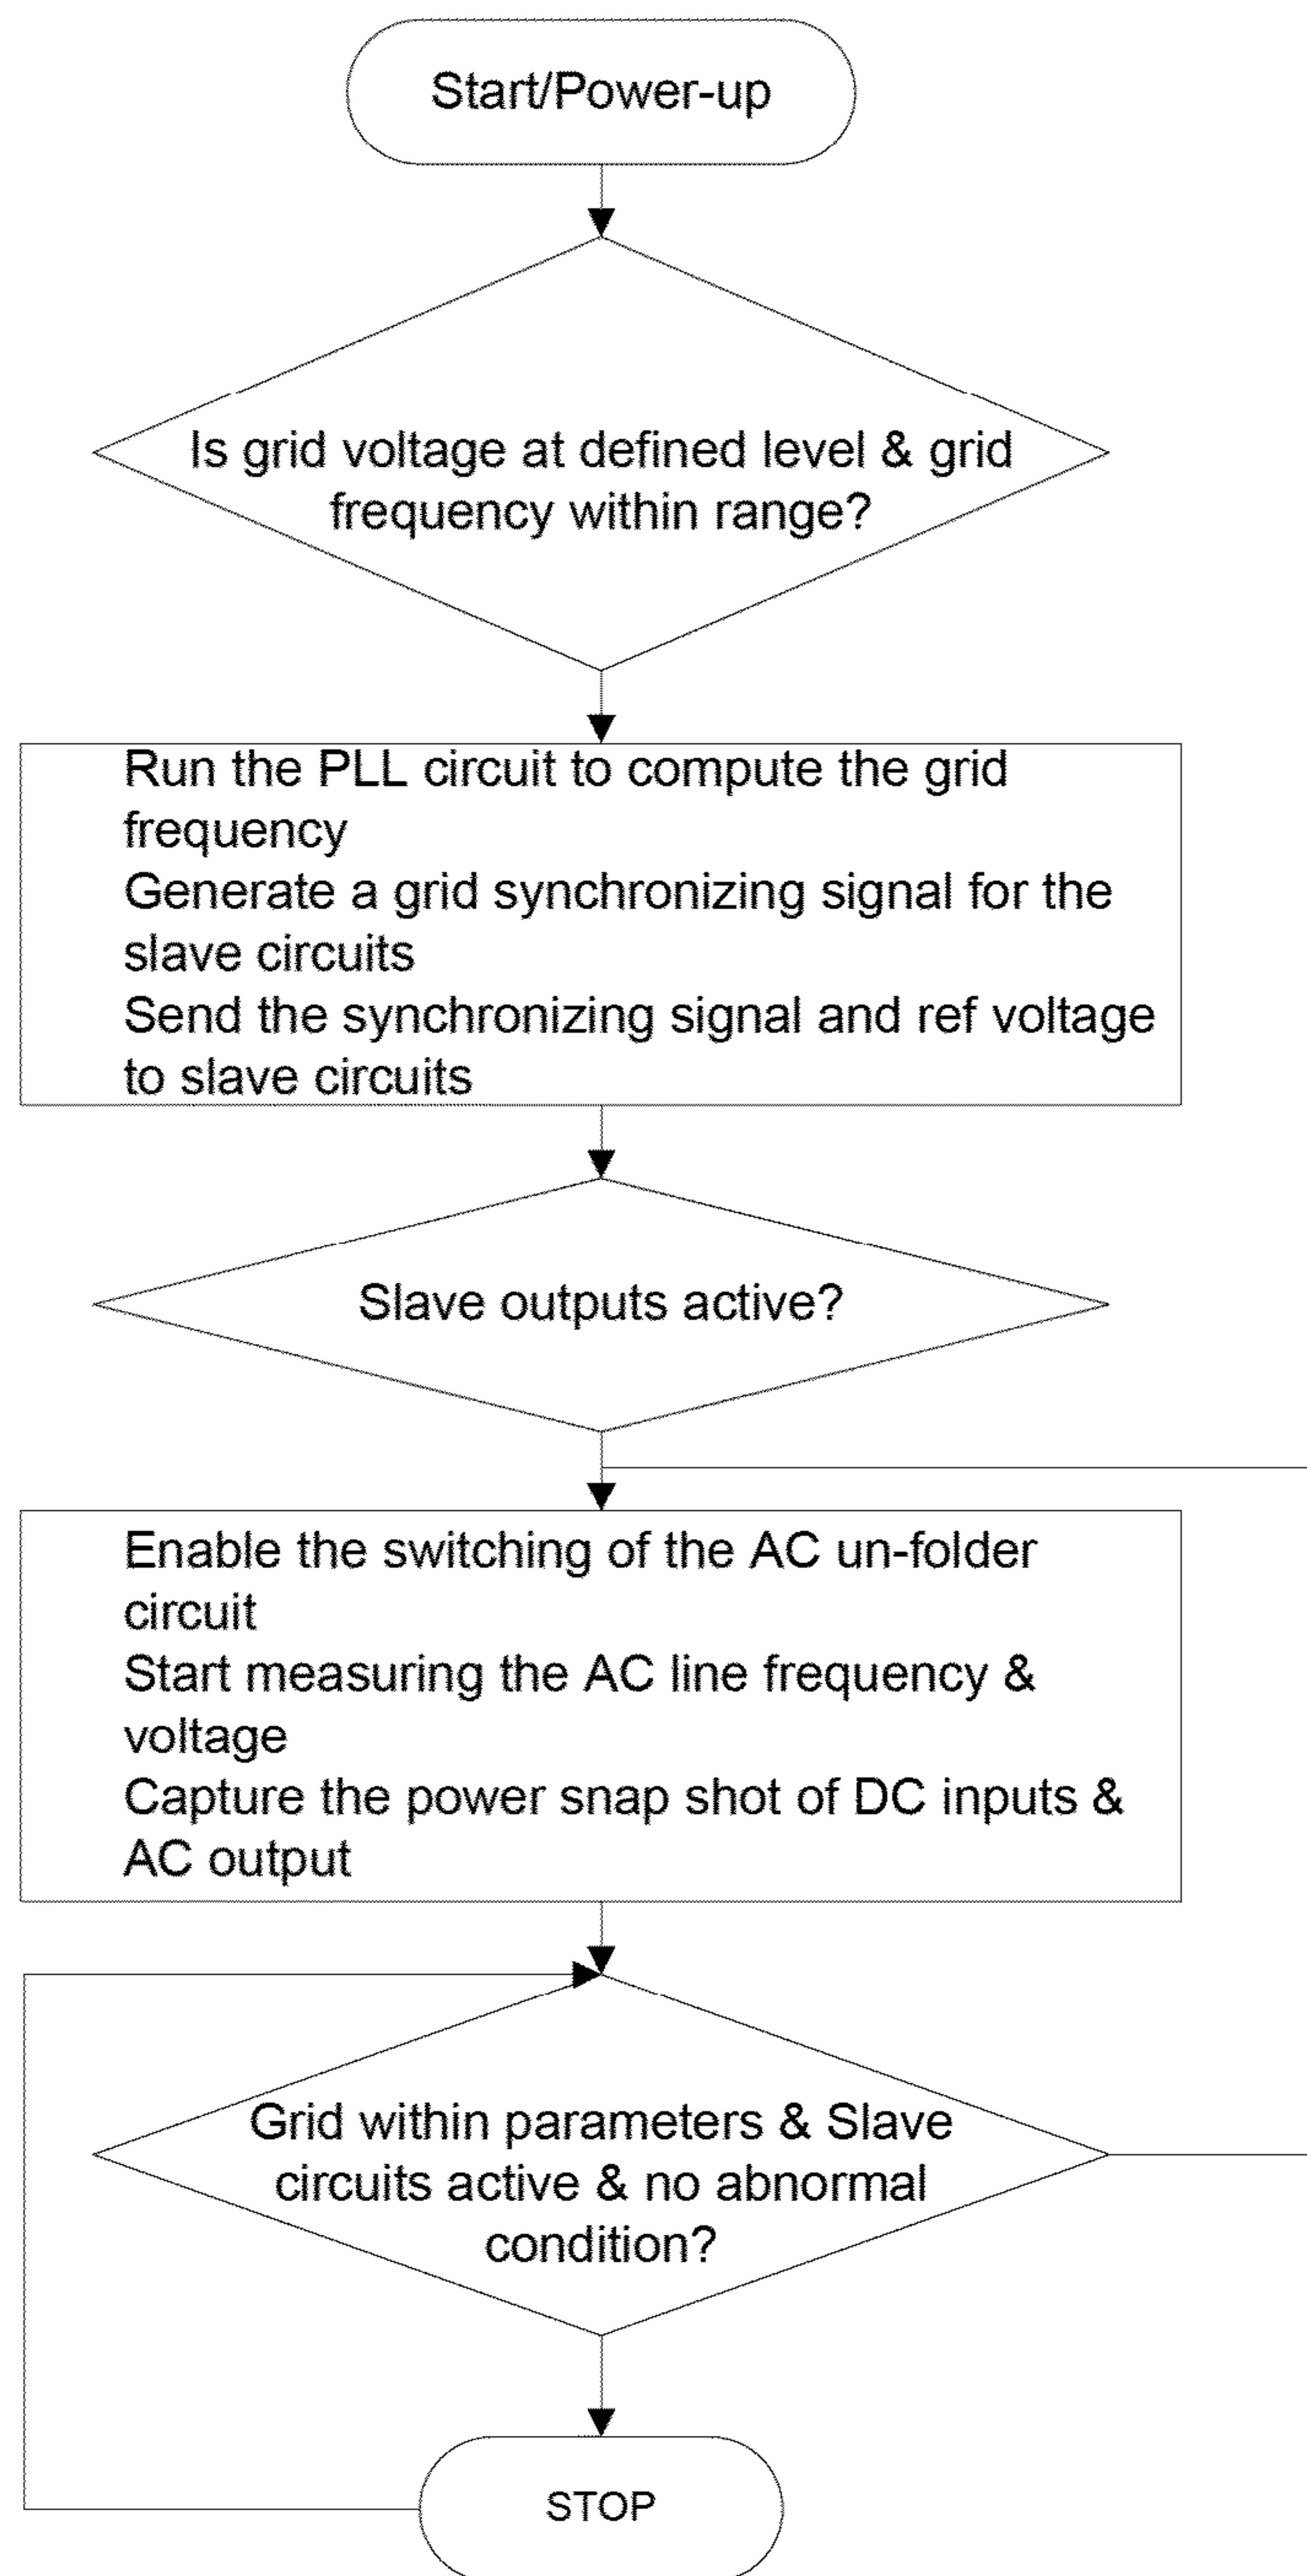 Start/Power-up
Is grid voltage at defined level & grid
frequency within range?
Run the PLL circuit to compute the grid
frequency
Generate a grid synchronizing signal for the
slave circuits
Send the synchronizing signal and ref voltage
to slave circuits
Slave outputs active?
Enable the switching of the AC un-folder
circuit
Start measuring the AC line frequency &
voltage
Capture the power snap shot of DC inputs &
AC output
Grid within parameters & Slave
circuits active & no abnormal
condition?
STOP